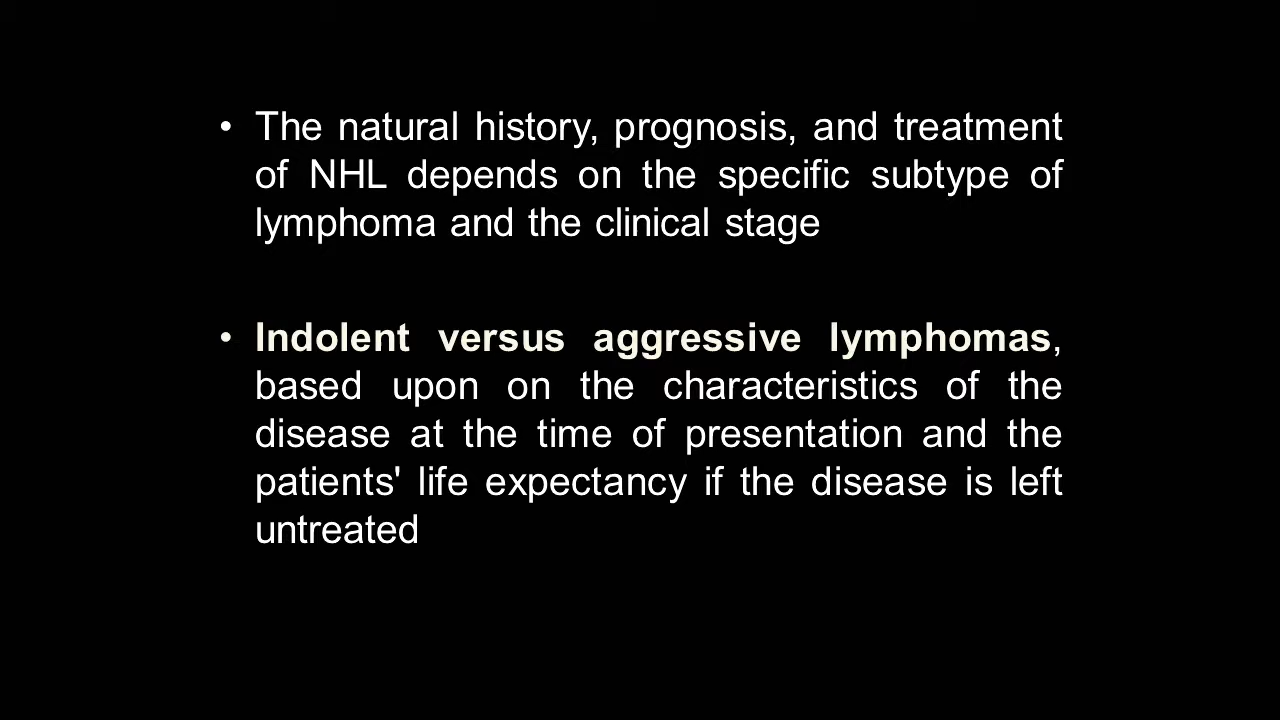 • The natural history, prognosis, and treatment
of NHL depends on the specific subtype of
lymphoma and the clinical stage
• Indolent versus aggressive lymphomas,
based upon on the characteristics of the
disease at the time of presentation and the
patients' life expectancy if the disease is left
untreated